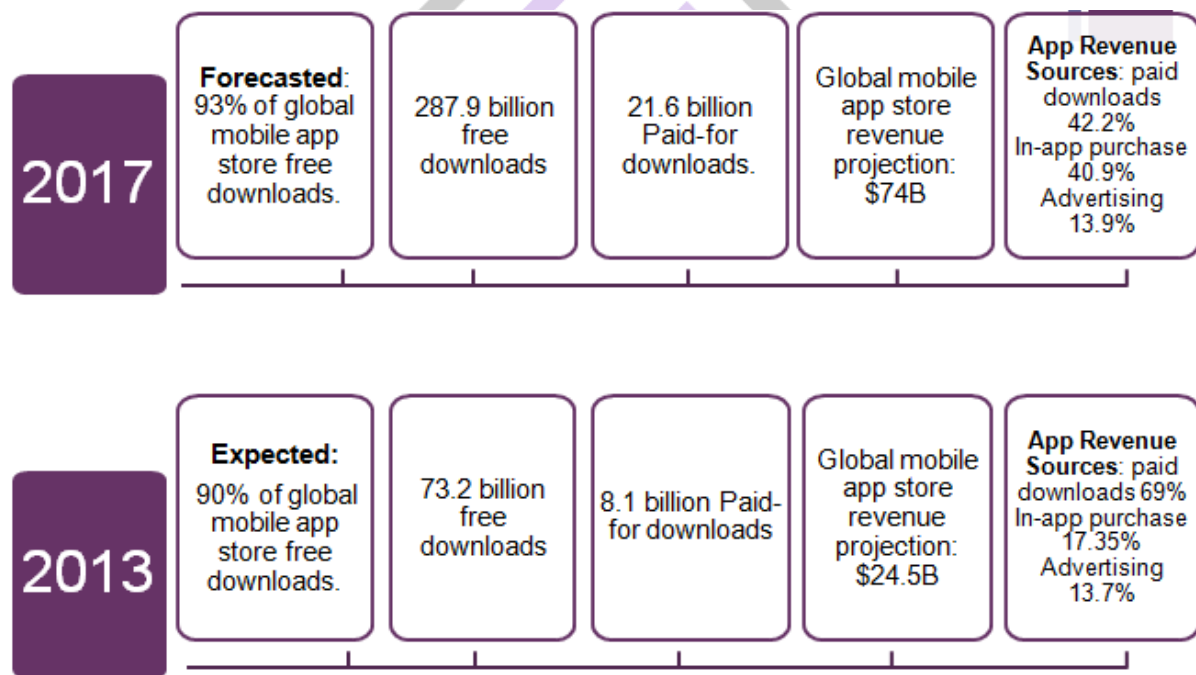 2017
Forecasted:
93% of global
mobile app
store free
downloads.
287.9 billion
free
downloads
21.6 billion
Paid-for
downloads.
Global mobile
app store
revenue
projection:
$74B
App Revenue
Sources: paid
downloads
42.2%
In-app purchase
40.9%
Advertising
13.9%
2013
Expected:
90% of global
mobile app
store free
downloads.
73.2 billion
free
downloads
8.1 billion Paid-
for downloads
Global mobile
app store
revenue
projection:
$24.5B
App Revenue
Sources: paid
downloads 69%
In-app purchase
17.35%
Advertising
13.7%